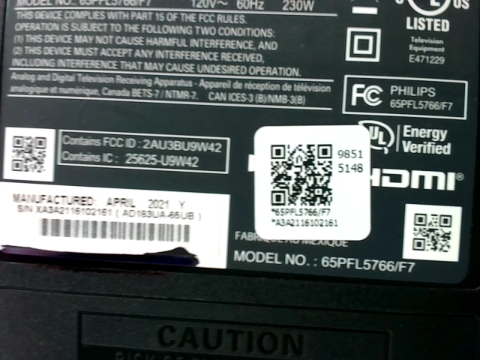 MODEL NO.: 65PFL5766/F7 120V~ 60Hz 230W
THIS DEVICE COMPLIES WITH PART 15 OF THE FCC RULES.
OPERATION IS SUBJECT TO THE FOLLOWING TWO CONDITIONS:
(1) THIS DEVICE MAY NOT CAUSE HARMFUL INTERFERENCE, AND
(2) THIS DEVICE MUST ACCEPT ANY INTERFERENCE RECEIVED,
INCLUDING INTERFERENCE THAT MAY CAUSE UNDESIRED OPERATION.
Analog and Digital Television Receiving Apparatus - Appareil de réception de télévision
analogique et numérique, Canada BETS-7 / NTMR-7. CAN ICES-3 (B)/NMB-3(B)
UL US
LISTED
Television
Equipment
E471229
FC PHILIPS
65PFL5766/F7
UL Energy
Verified
Contains FCC ID : 2AU3BU9W42
Contains IC : 25625-U9W42
9851
5148
*65PFL5766/F7
*A3A2116102161
HDMI®
MANUFACTURED: APRIL 2021 Y
S/N XA3A2116102161 ( AD183UA-65UB )
FABRIQUÉ AU MEXIQUE
MODEL NO. : 65PFL5766/F7
CAUTION